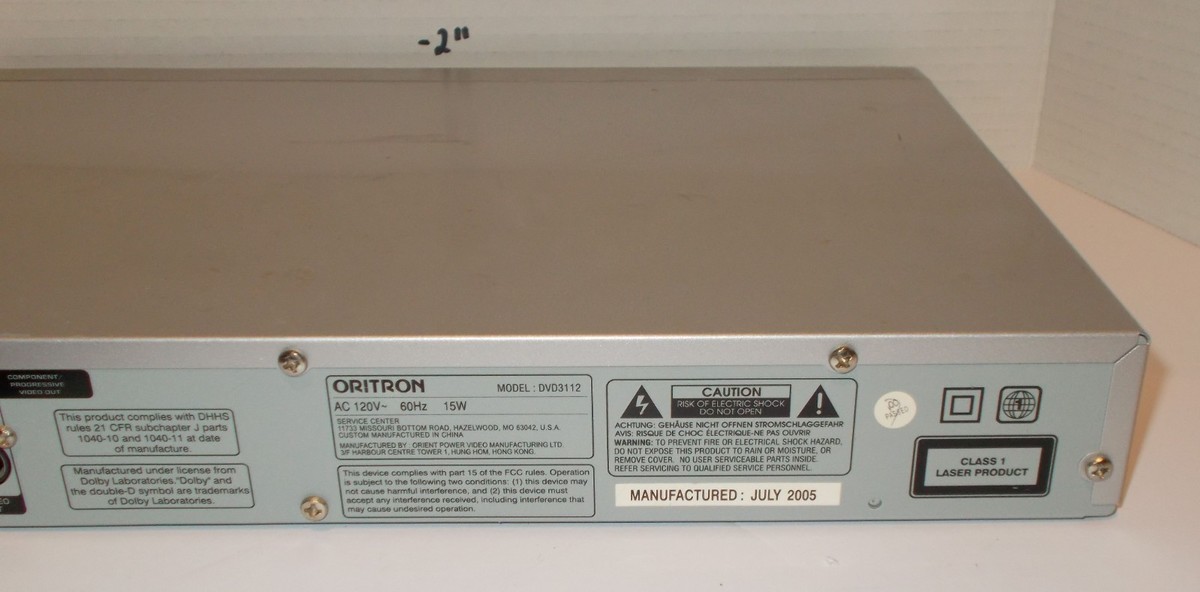 -2"
COMPONENT/
PROGRESSIVE
VIDEO OUT
This product complies with DHHS
rules 21 CFR subchapter J parts
1040-10 and 1040-11 at date
of manufacture.
Manufactured under license from
Dolby Laboratories."Dolby" and
the double-D symbol are trademarks
of Dolby Laboratories.
ORITRON
MODEL : DVD3112
AC 120V~ 60Hz 15W
SERVICE CENTER
11733 MISSOURI BOTTOM ROAD, HAZELWOOD, MO 63042, U.S.A.
CUSTOM MANUFACTURED IN CHINA
MANUFACTURED BY : ORIENT POWER VIDEO MANUFACTURING LTD.
3/F HARBOUR CENTRE TOWER 1, HUNG HOM, HONG KONG.
This device complies with part 15 of the FCC rules. Operation
is subject to the following two conditions: (1) this device may
not cause harmful interference, and (2) this device must
accept any interference received, including interference that
may cause undesired operation.
CAUTION
RISK OF ELECTRIC SHOCK
DO NOT OPEN
ACHTUNG: GEHÄUSE NICHT OFFNEN STROMSCHLAGGEFAHR
AVIS: RISQUE DE CHOC ÉLECTRIQUE-NE PAS OUVRIR
WARNING: TO PREVENT FIRE OR ELECTRICAL SHOCK HAZARD,
DO NOT EXPOSE THIS PRODUCT TO RAIN OR MOISTURE, OR
REMOVE COVER. NO USER SERVICEABLE PARTS INSIDE.
REFER SERVICING TO QUALIFIED SERVICE PERSONNEL.
MANUFACTURED : JULY 2005
PASSED
1
CLASS 1
LASER PRODUCT